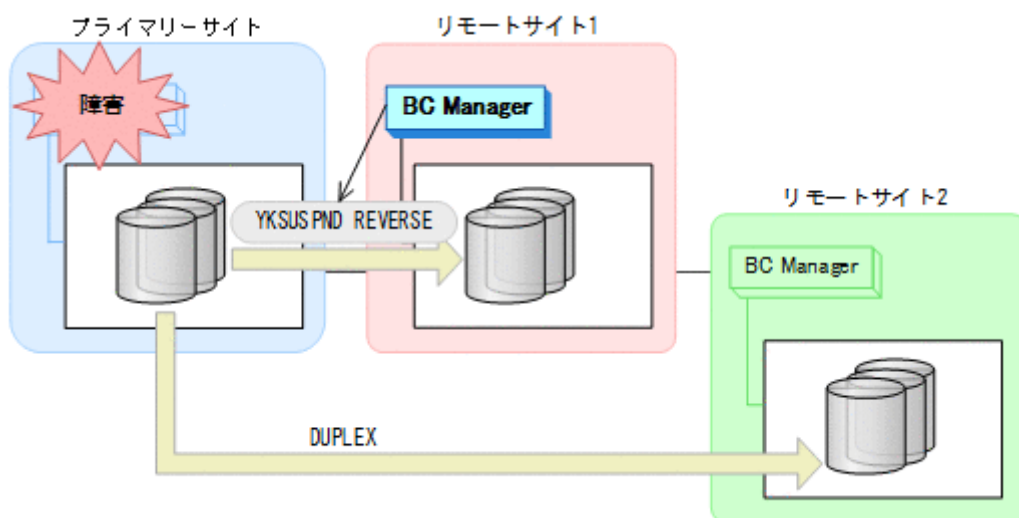 プライマリーサイト
リモートサイト1
障害
BC Manager
YKSUSPND REVERSE
リモートサイト2
BC Manager
DUPLEX